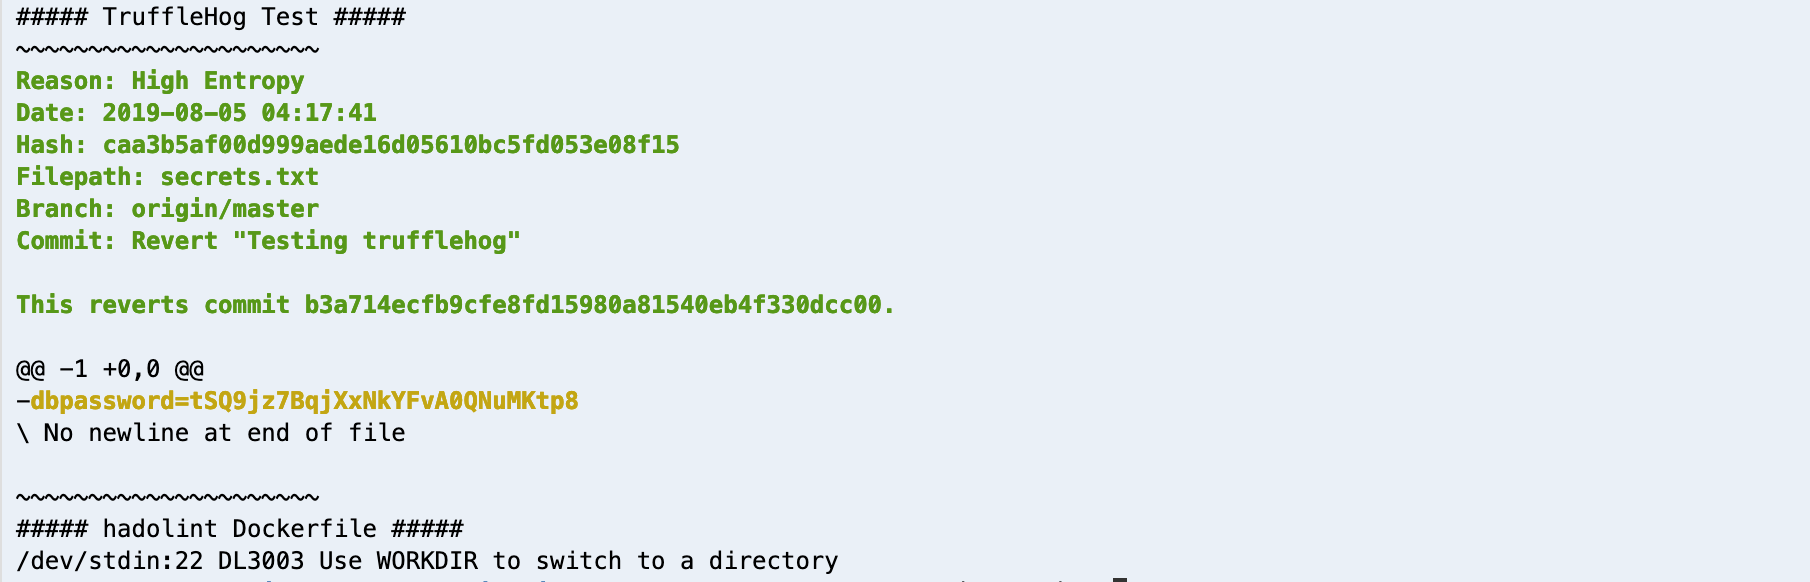 ##### TruffleHog Test #####
~~~~~~~~~~~~~~~~~~~~~
Reason: High Entropy
Date: 2019-08-05 04:17:41
Hash: caa3b5af00d999aede16d05610bc5fd053e08f15
Filepath: secrets.txt
Branch: origin/master
Commit: Revert "Testing trufflehog"
This reverts commit b3a714ecfb9cfe8fd15980a81540eb4f330dcc00.
@@ -1 +0,0 @@
-dbpassword=tSQ9jz7BqjXxNkYFvA0QNuMKtp8
\ No newline at end of file
~~~~~~~~~~~~~~~~~~~~~
##### hadolint Dockerfile #####
/dev/stdin:22 DL3003 Use WORKDIR to switch to a directory